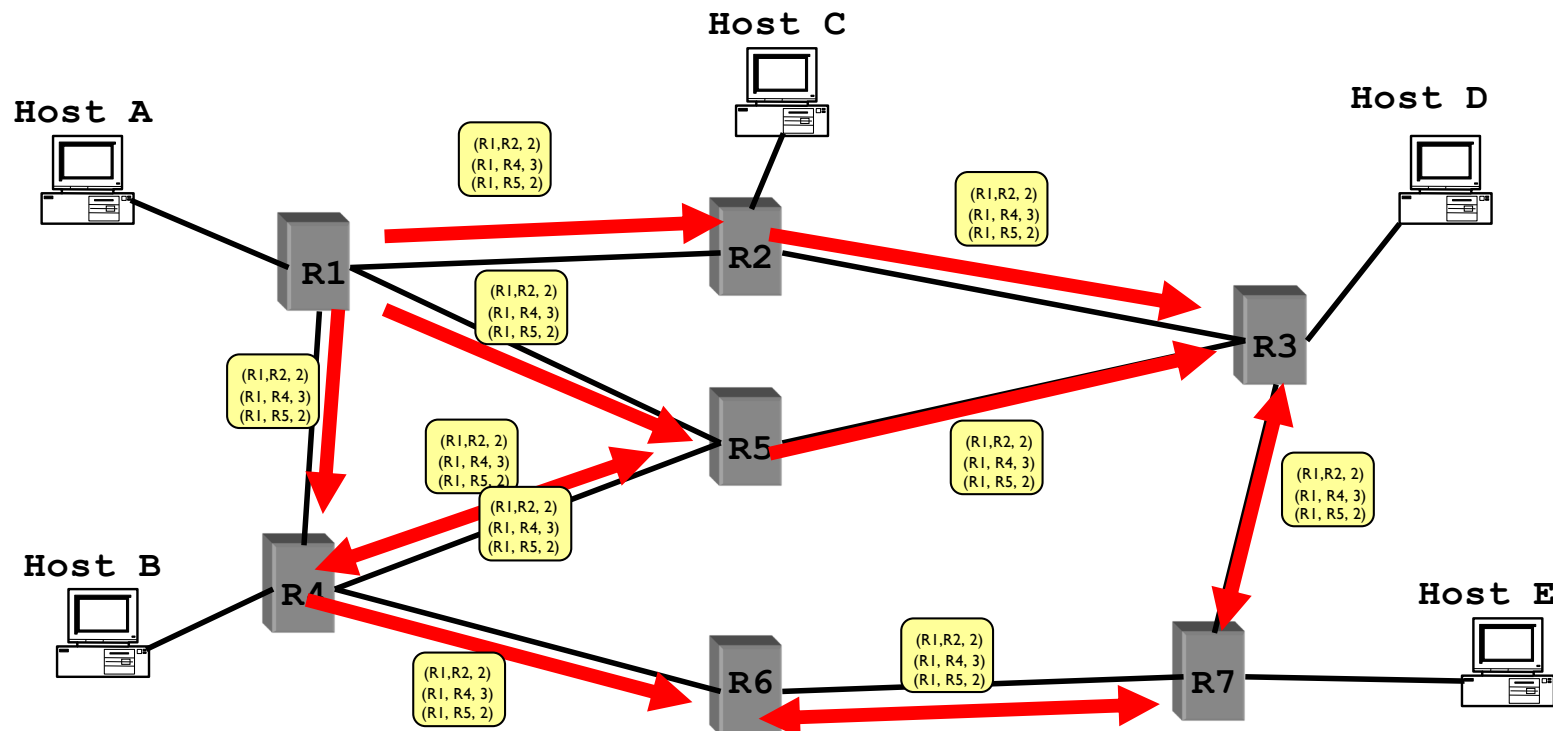 Host C
Host A
Host D
(R1,R2, 2)
(R1, R4, 3)
(R1, R5, 2)
(R1,R2, 2)
(R1, R4, 3)
(R1, R5, 2)
R1
R2
(R1,R2, 2)
(R1, R4, 3)
(R1, R5, 2)
R3
(R1,R2, 2)
(R1, R4, 3)
(R1, R5, 2)
(R1,R2, 2)
(R1, R4, 3)
(R1, R5, 2)
R5
(R1,R2, 2)
(R1, R4, 3)
(R1, R5, 2)
(R1,R2, 2)
(R1, R4, 3)
(R1, R5, 2)
(R1,R2, 2)
(R1, R4, 3)
(R1, R5, 2)
Host B
R4
Host E
(R1,R2, 2)
(R1, R4, 3)
(R1, R5, 2)
R6
(R1,R2, 2)
(R1, R4, 3)
(R1, R5, 2)
R7